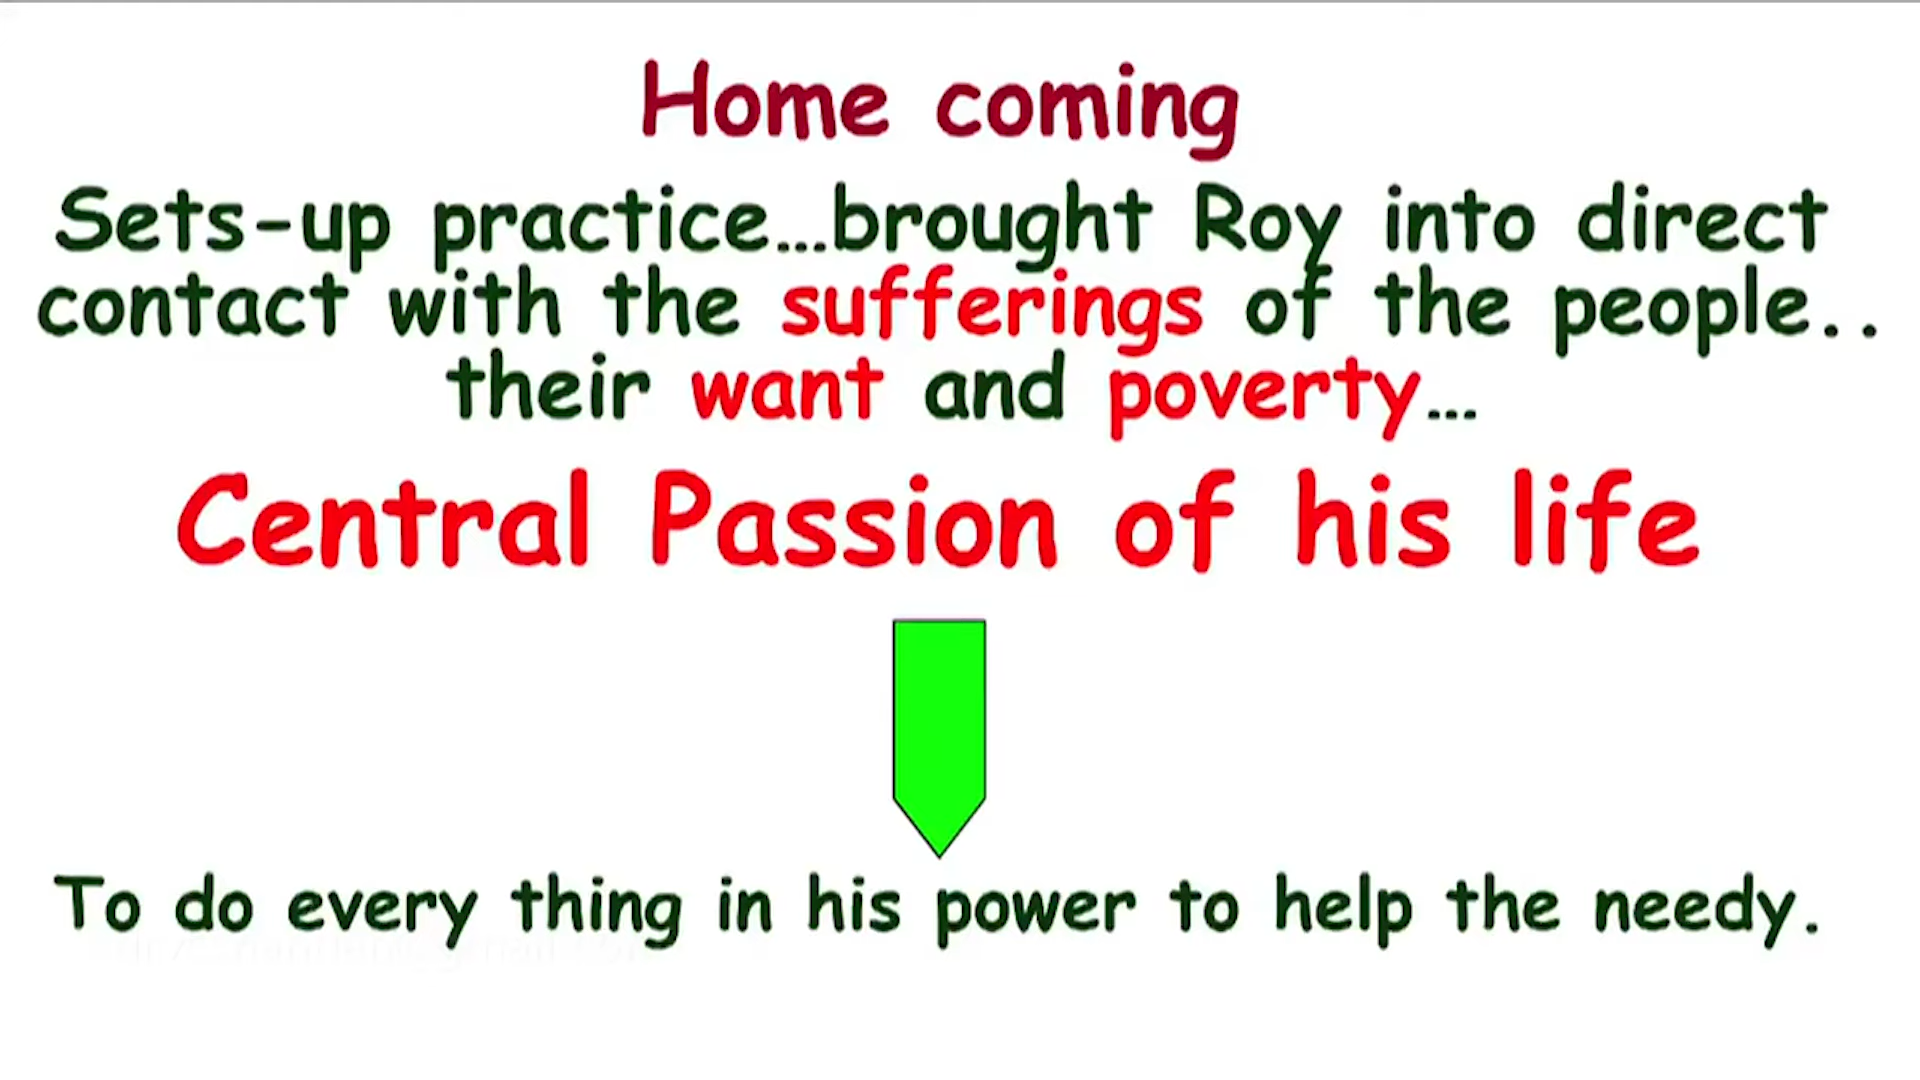 Home coming
Sets-up practice...brought Roy into direct
contact with the sufferings of the people..
their want and poverty...
Central Passion of his life
To do every thing in his power to help the needy.